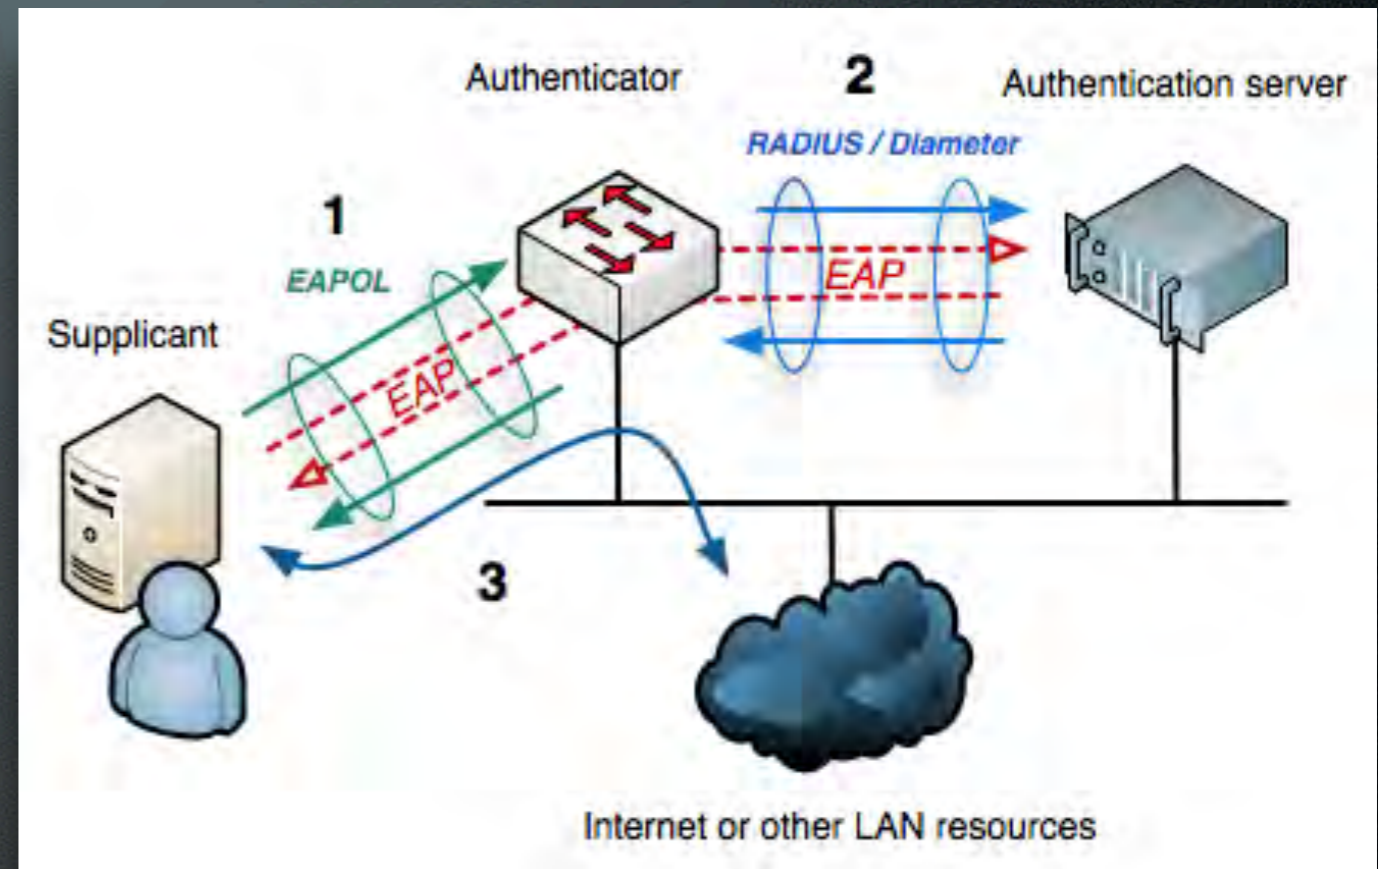 Authenticator
2
Authentication server
RADIUS / Diameter
1
EAPOL
EAP
Supplicant
EAP
3
Internet or other LAN resources